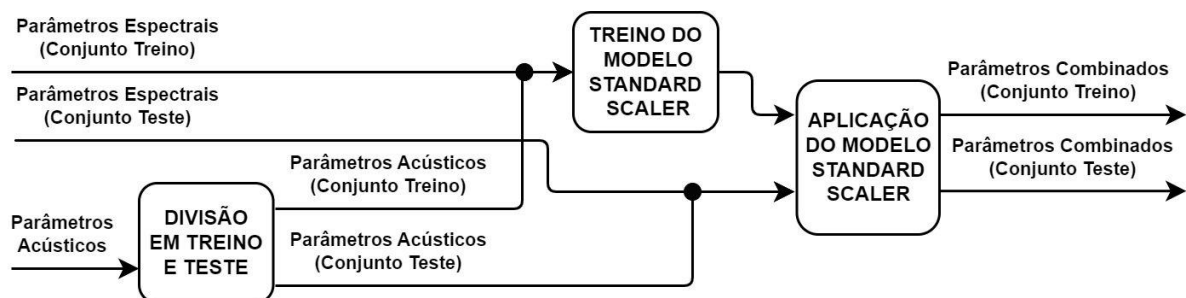 Parâmetros Espectrais
(Conjunto Treino)
Parâmetros Espectrais
(Conjunto Teste)
Parâmetros
Acústicos
DIVISÃO
EM TREINO
E TESTE
Parâmetros Acústicos
(Conjunto Treino)
Parâmetros Acústicos
(Conjunto Teste)
TREINO DO
MODELO
STANDARD
SCALER
APLICAÇÃO
DO MODELO
STANDARD
SCALER
Parâmetros Combinados
(Conjunto Treino)
Parâmetros Combinados
(Conjunto Teste)